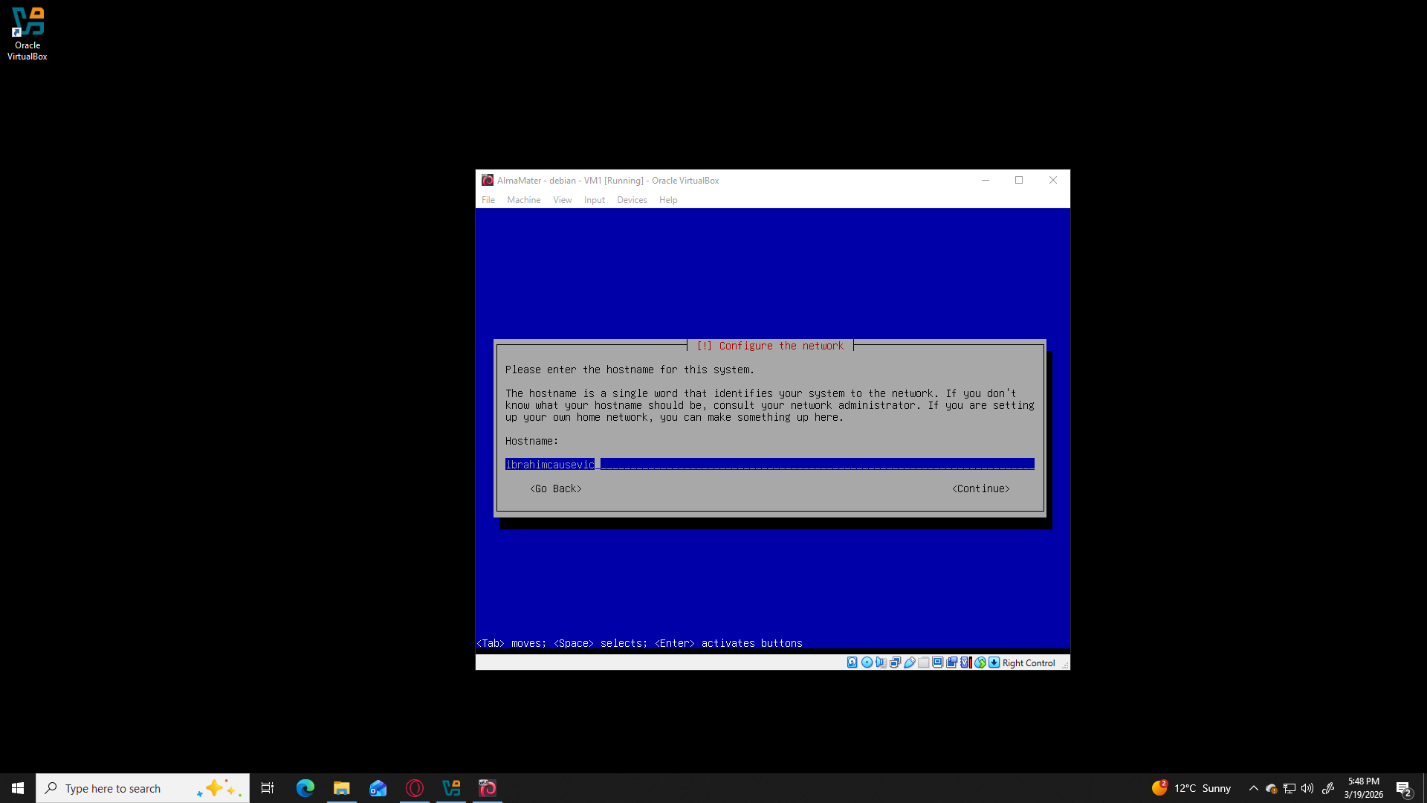 Oracle
VirtualBox
AlmaMater - debian - VM1 [Running] - Oracle VirtualBox
File Machine View Input Devices Help
[!] Configure the network
Please enter the hostname for this system.
The hostname is a single word that identifies your system to the network. If you don't
know what your hostname should be, consult your network administrator. If you are setting
up your own home network, you can make something up here.
Hostname:
ibrahimcausevic
<Go Back> <Continue>
<Tab> moves; <Space> selects; <Enter> activates buttons
Right Control
Type here to search
12°C Sunny
5:48 PM
3/19/2026
2